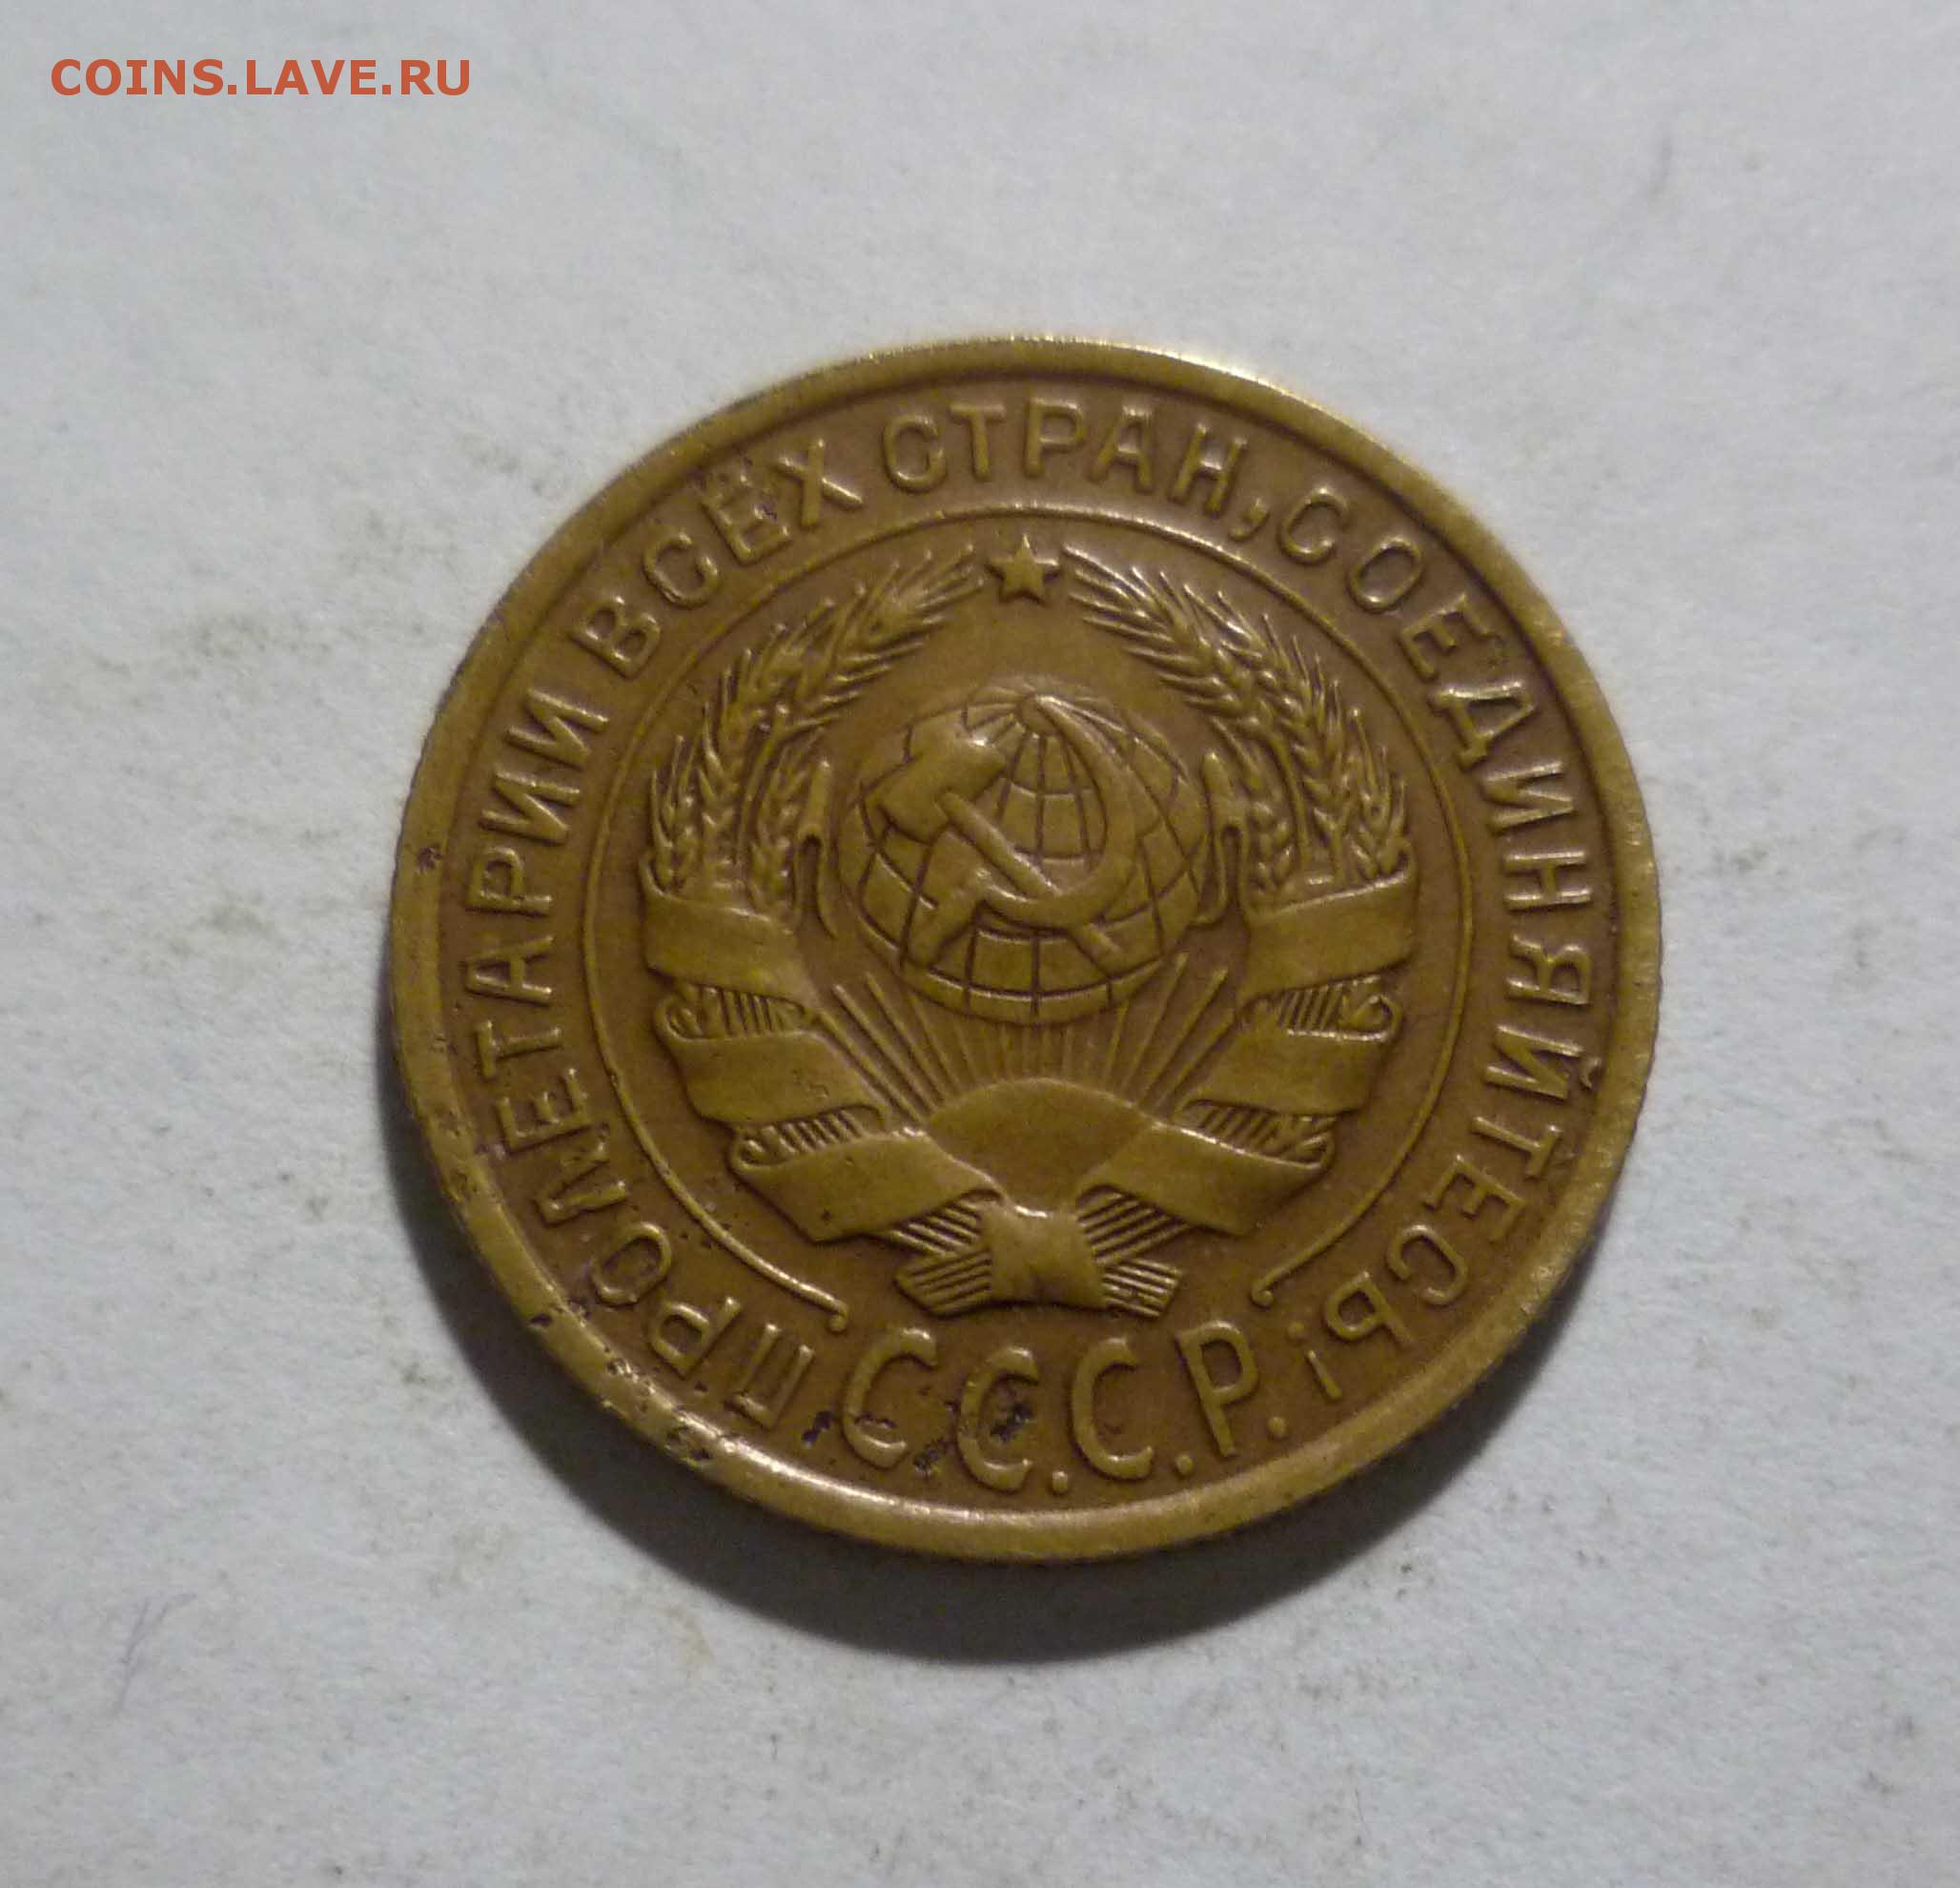 COINS.LAVE.RU
ПРОЛЕТАРИИ ВСЕХ СТРАН, СОЕДИНЯЙТЕСЬ!
С.С.С.Р.